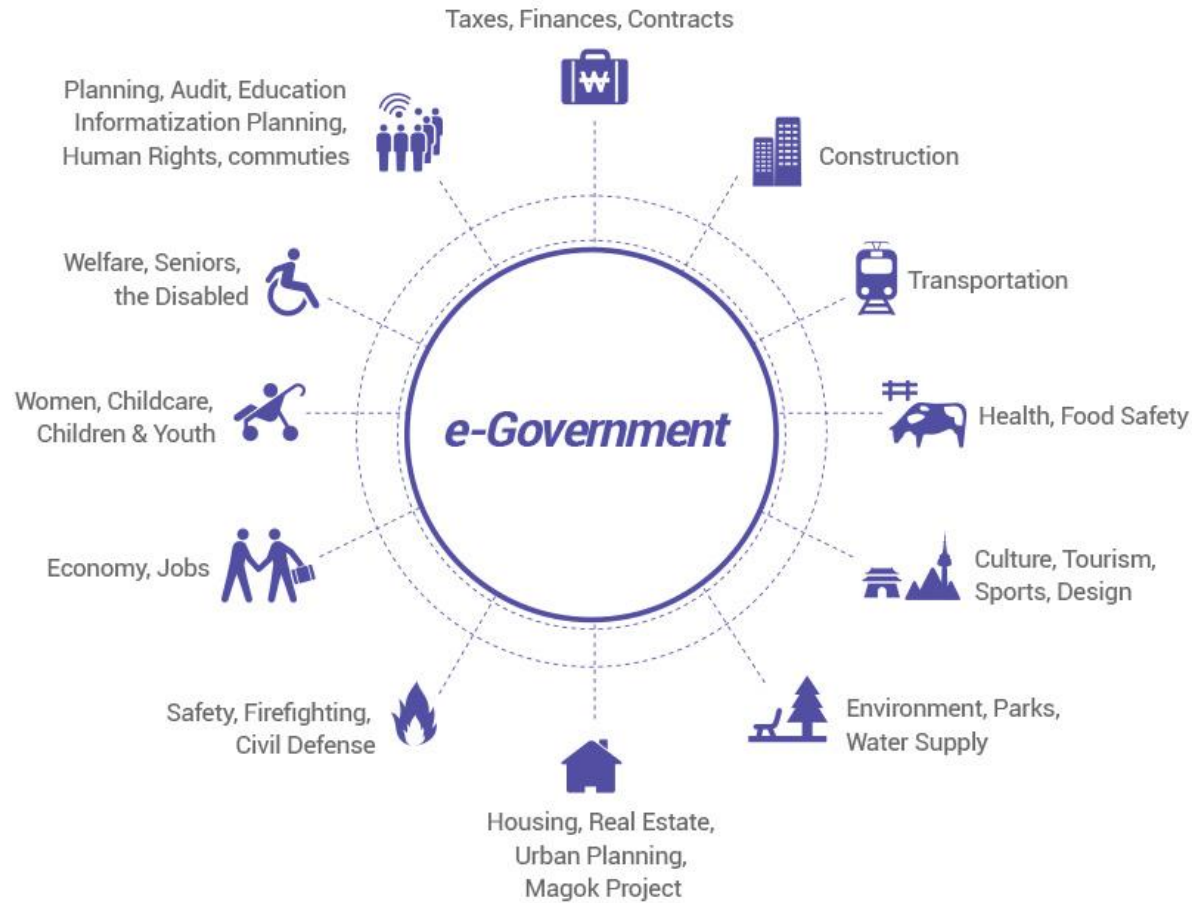 Taxes, Finances, Contracts
Planning, Audit, Education
Informatization Planning,
Human Rights, commuties
Construction
Welfare, Seniors,
the Disabled
Transportation
Women, Childcare,
Children & Youth
e-Government
Health, Food Safety
Economy, Jobs
Culture, Tourism,
Sports, Design
Safety, Firefighting,
Civil Defense
Environment, Parks,
Water Supply
Housing, Real Estate,
Urban Planning,
Magok Project